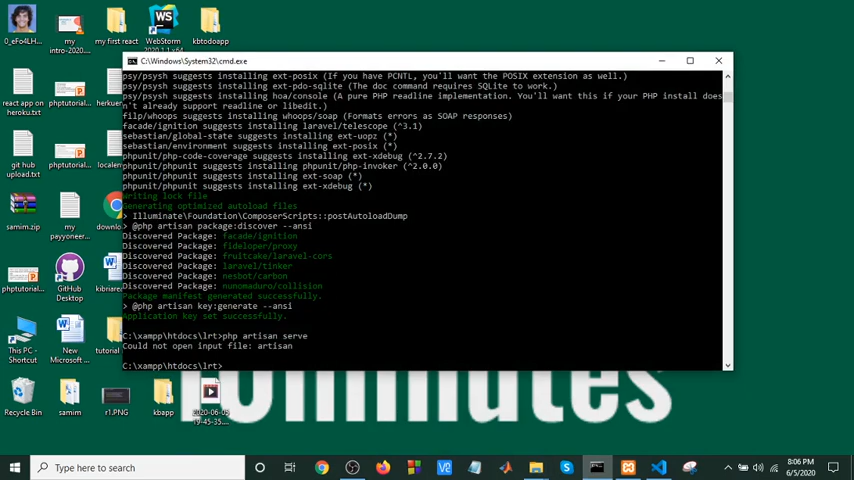 0_eFo4LH...
my
intro-2020....
my first react
WebStorm
2020.1.1 x64
kbtodoapp
C:\Windows\System32\cmd.exe
psy/psysh suggests installing ext-posix (If you have PCNTL, you'll want the POSIX extension as well.)
psy/psysh suggests installing ext-pdo-sqlite (The doc command requires SQLite to work.)
psy/psysh suggests installing hoa/console (A pure PHP readline implementation. You'll want this if your PHP install does
n't already support readline or libedit.)
filp/whoops suggests installing whoops/soap (Formats errors as SOAP responses)
facade/ignition suggests installing laravel/telescope (^3.1)
sebastian/global-state suggests installing ext-uopz (*)
sebastian/environment suggests installing ext-posix (*)
phpunit/php-code-coverage suggests installing ext-xdebug (^2.7.2)
phpunit/phpunit suggests installing phpunit/php-invoker (^2.0.0)
phpunit/phpunit suggests installing ext-soap (*)
phpunit/phpunit suggests installing ext-xdebug (*)
Writing lock file
Generating optimized autoload files
> Illuminate\Foundation\ComposerScripts::postAutoloadDump
> @php artisan package:discover --ansi
Discovered Package: facade/ignition
Discovered Package: fideloper/proxy
Discovered Package: fruitcake/laravel-cors
Discovered Package: laravel/tinker
Discovered Package: nesbot/carbon
Discovered Package: nunomaduro/collision
Package manifest generated successfully.
> @php artisan key:generate --ansi
Application key set successfully.
C:\xampp\htdocs\lrt>php artisan serve
Could not open input file: artisan
C:\xampp\htdocs\lrt>
react app on
heroku.txt
phptutorial...
herkuer
git hub
upload.txt
phptutorial...
localem
samim.zip
my
payyoneer
downlo
phptutorial...
GitHub
Desktop
kibriarea
This PC -
Shortcut
New
Microsoft ...
tutorial
Recycle Bin
samim
r1.PNG
kbapp
2020-06-05
19-45-35....
10minutes
Type here to search
8:06 PM
6/5/2020